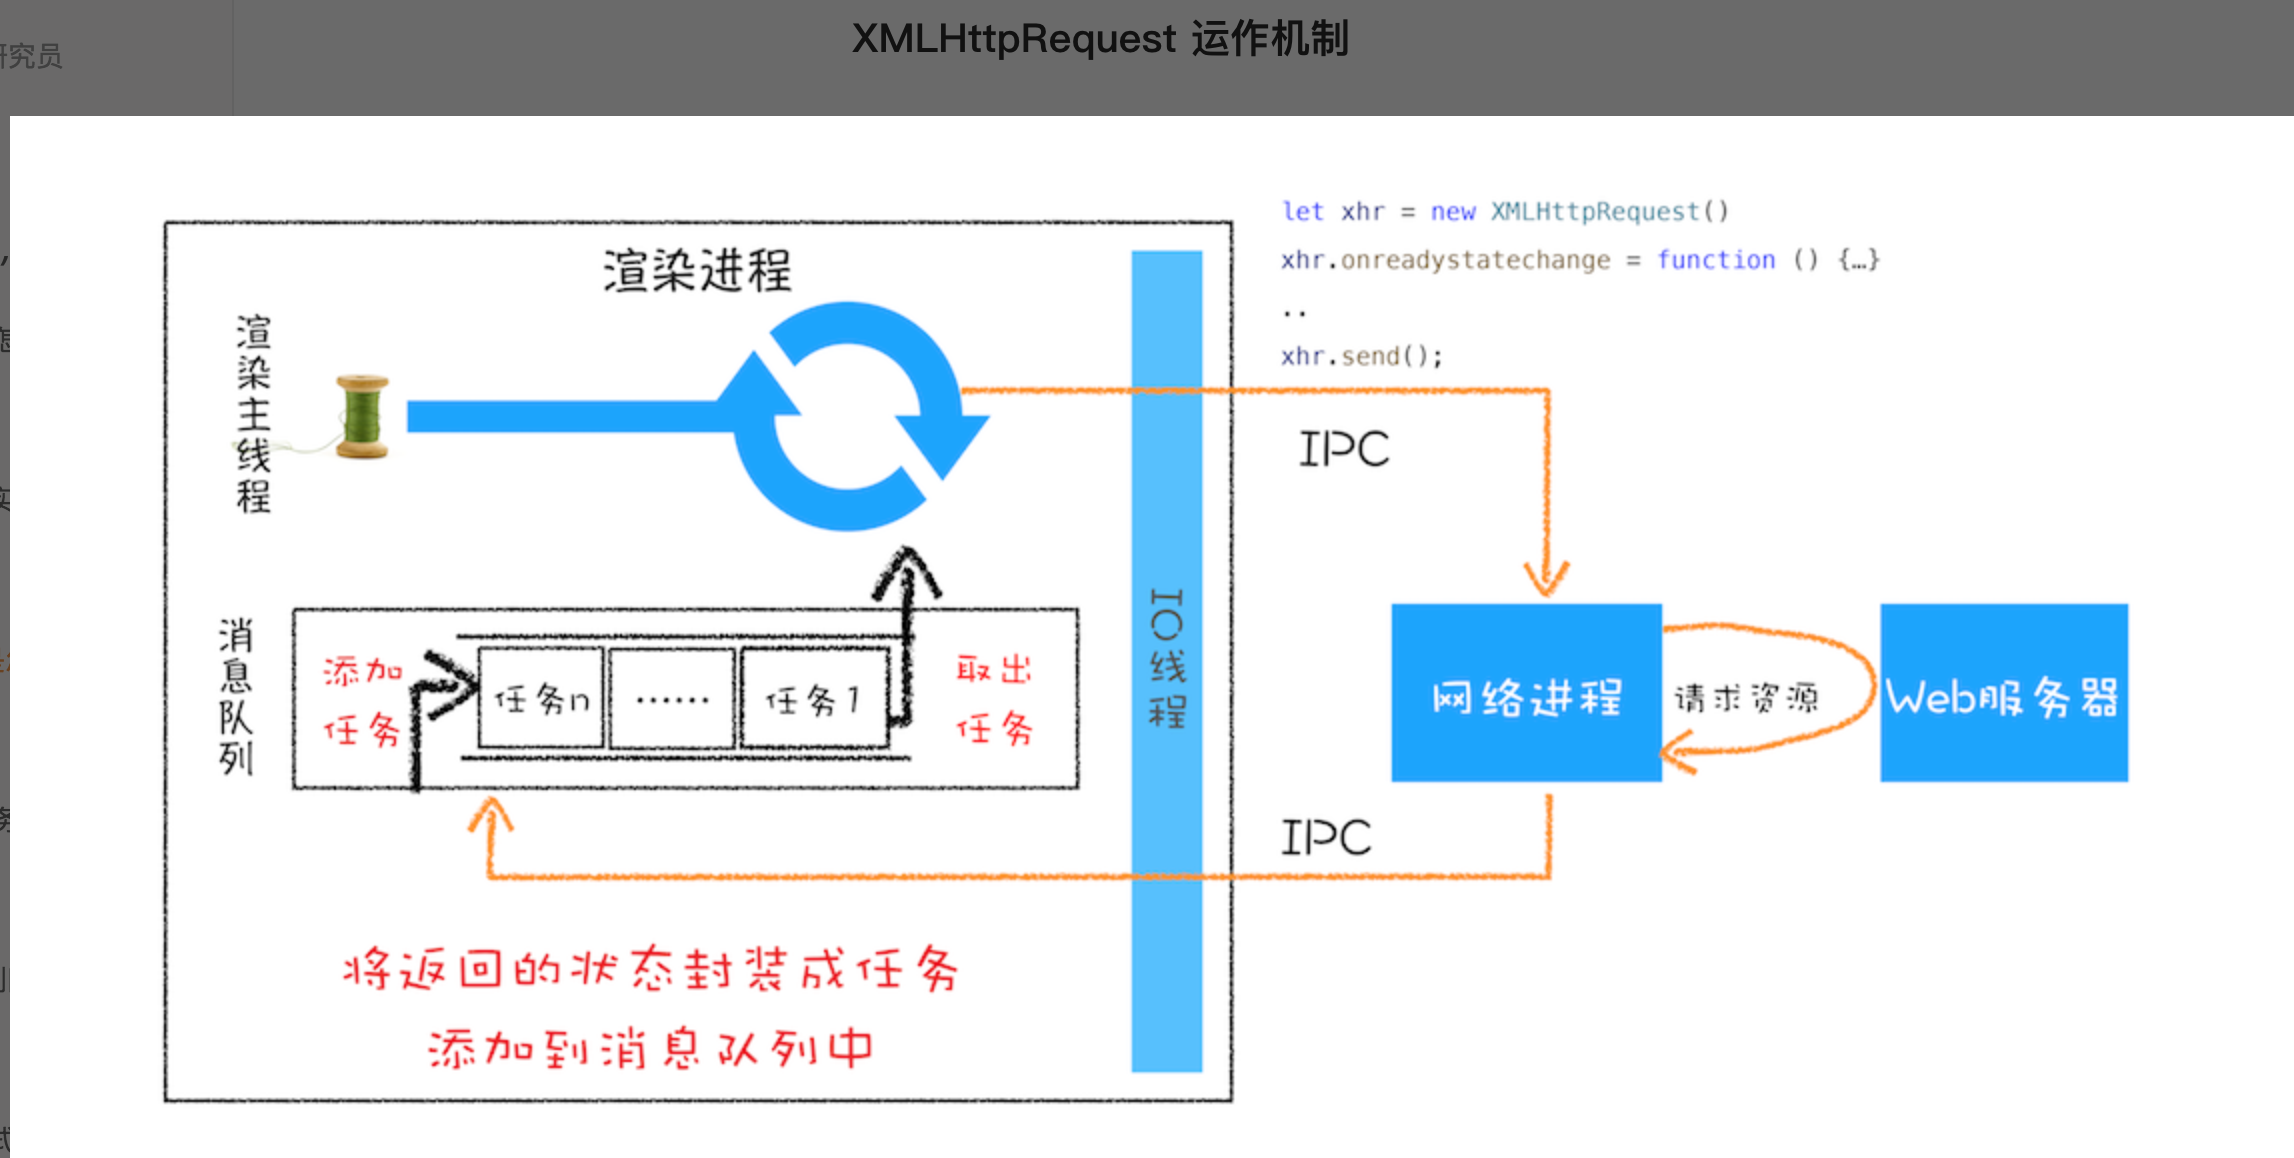 XMLHttpRequest 运作机制
究员
let xhr = new XMLHttpRequest()
xhr.onreadystatechange = function () {…}
..
xhr.send();
渲染进程
渲染主线程
IPC
消息队列
添加
任务
任务n
……
任务1
取出
任务
IO线程
网络进程
请求资源
Web服务器
IPC
将返回的状态封装成任务
添加到消息队列中